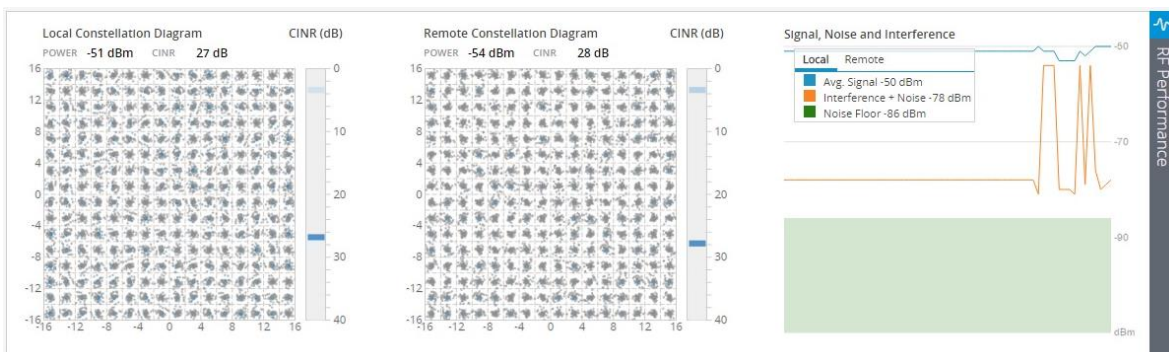 Local Constellation Diagram CINR (dB)
POWER -51 dBm CINR 27 dB
16
12
8
4
0
-4
-8
-12
-16
-16 -12 -8 -4 0 4 8 12 16
0
10
20
30
40
Remote Constellation Diagram CINR (dB)
POWER -54 dBm CINR 28 dB
16
12
8
4
0
-4
-8
-12
-16
-16 -12 -8 -4 0 4 8 12 16
0
10
20
30
40
Signal, Noise and Interference
Local Remote
Avg. Signal -50 dBm
Interference + Noise -78 dBm
Noise Floor -86 dBm
-60
-70
-90
dBm
RF Performance